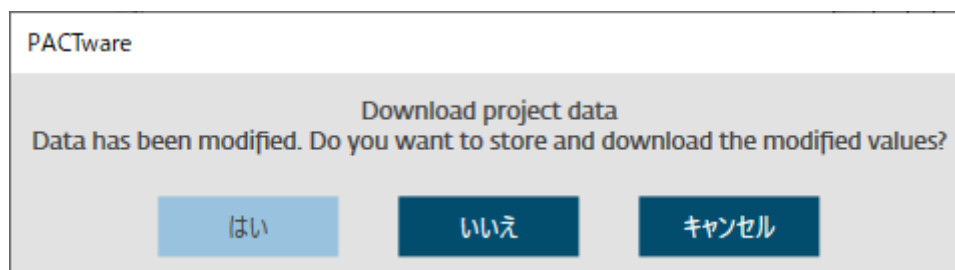 PACTware
Download project data
Data has been modified. Do you want to store and download the modified values?
はい
いいえ
キャンセル